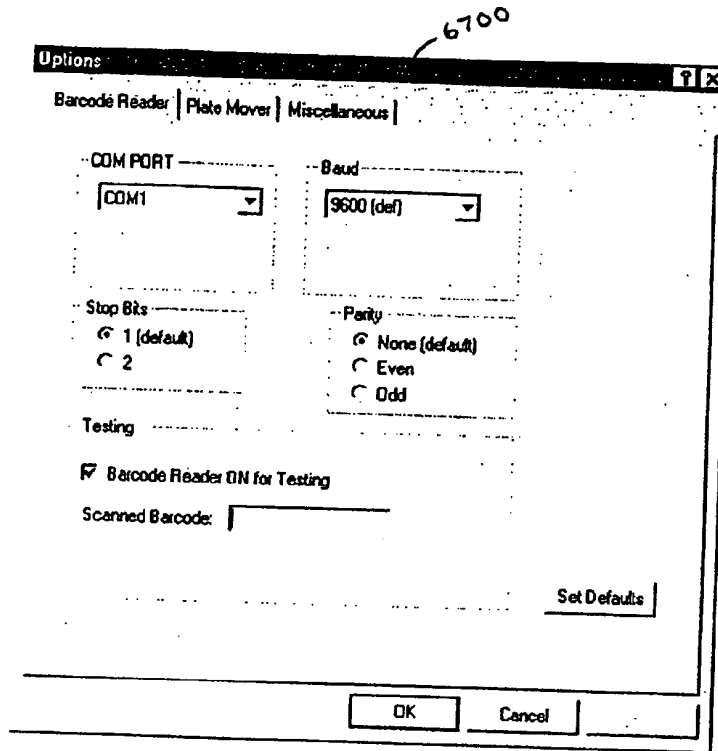 6700
Options
Barcode Reader Plate Mover Miscellaneous
COM PORT Baud
COM1 9600 (def)
Stop Bits Parity
1 (default) None (default)
2 Even
Odd
Testing
Barcode Reader ON for Testing
Scanned Barcode:
Set Defaults
OK Cancel